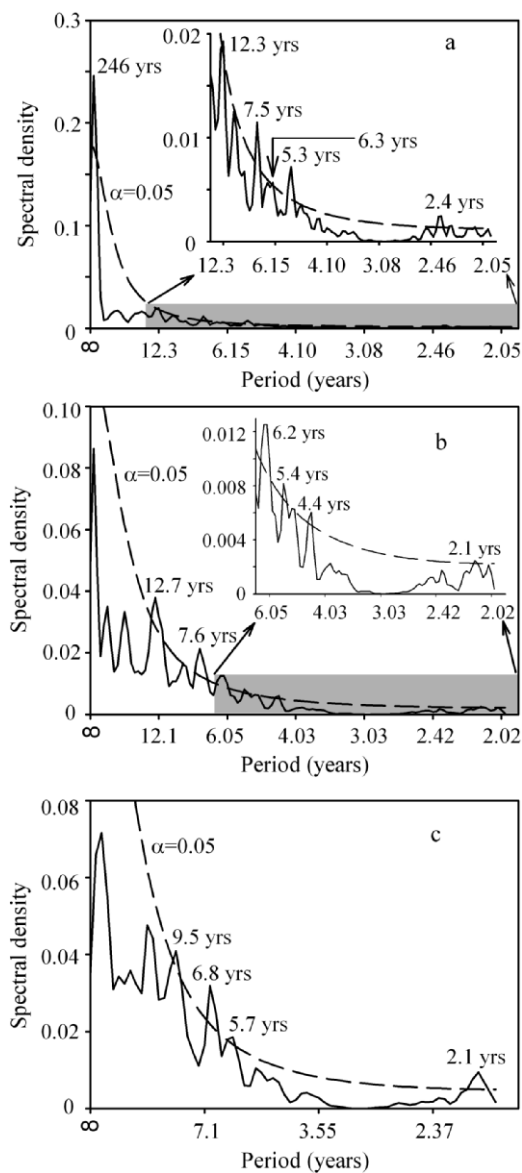 0.3
a
0.02
12.3 yrs
246 yrs
Spectral density
0.2
7.5 yrs
0.01
5.3 yrs
6.3 yrs
α=0.05
2.4 yrs
0.1
0
12.3 6.15 4.10 3.08 2.46 2.05
0
∞ 12.3 6.15 4.10 3.08 2.46 2.05
Period (years)
0.10
b
0.012
6.2 yrs
0.08
α=0.05
0.008
5.4 yrs
4.4 yrs
Spectral density
0.06
0.004
2.1 yrs
0.04
12.7 yrs
0
6.05 4.03 3.03 2.42 2.02
7.6 yrs
0.02
0
∞ 12.1 6.05 4.03 3.03 2.42 2.02
Period (years)
0.08
c
α=0.05
0.06
Spectral density
0.04
9.5 yrs
6.8 yrs
5.7 yrs
0.02
2.1 yrs
0
∞ 7.1 3.55 2.37
Period (years)